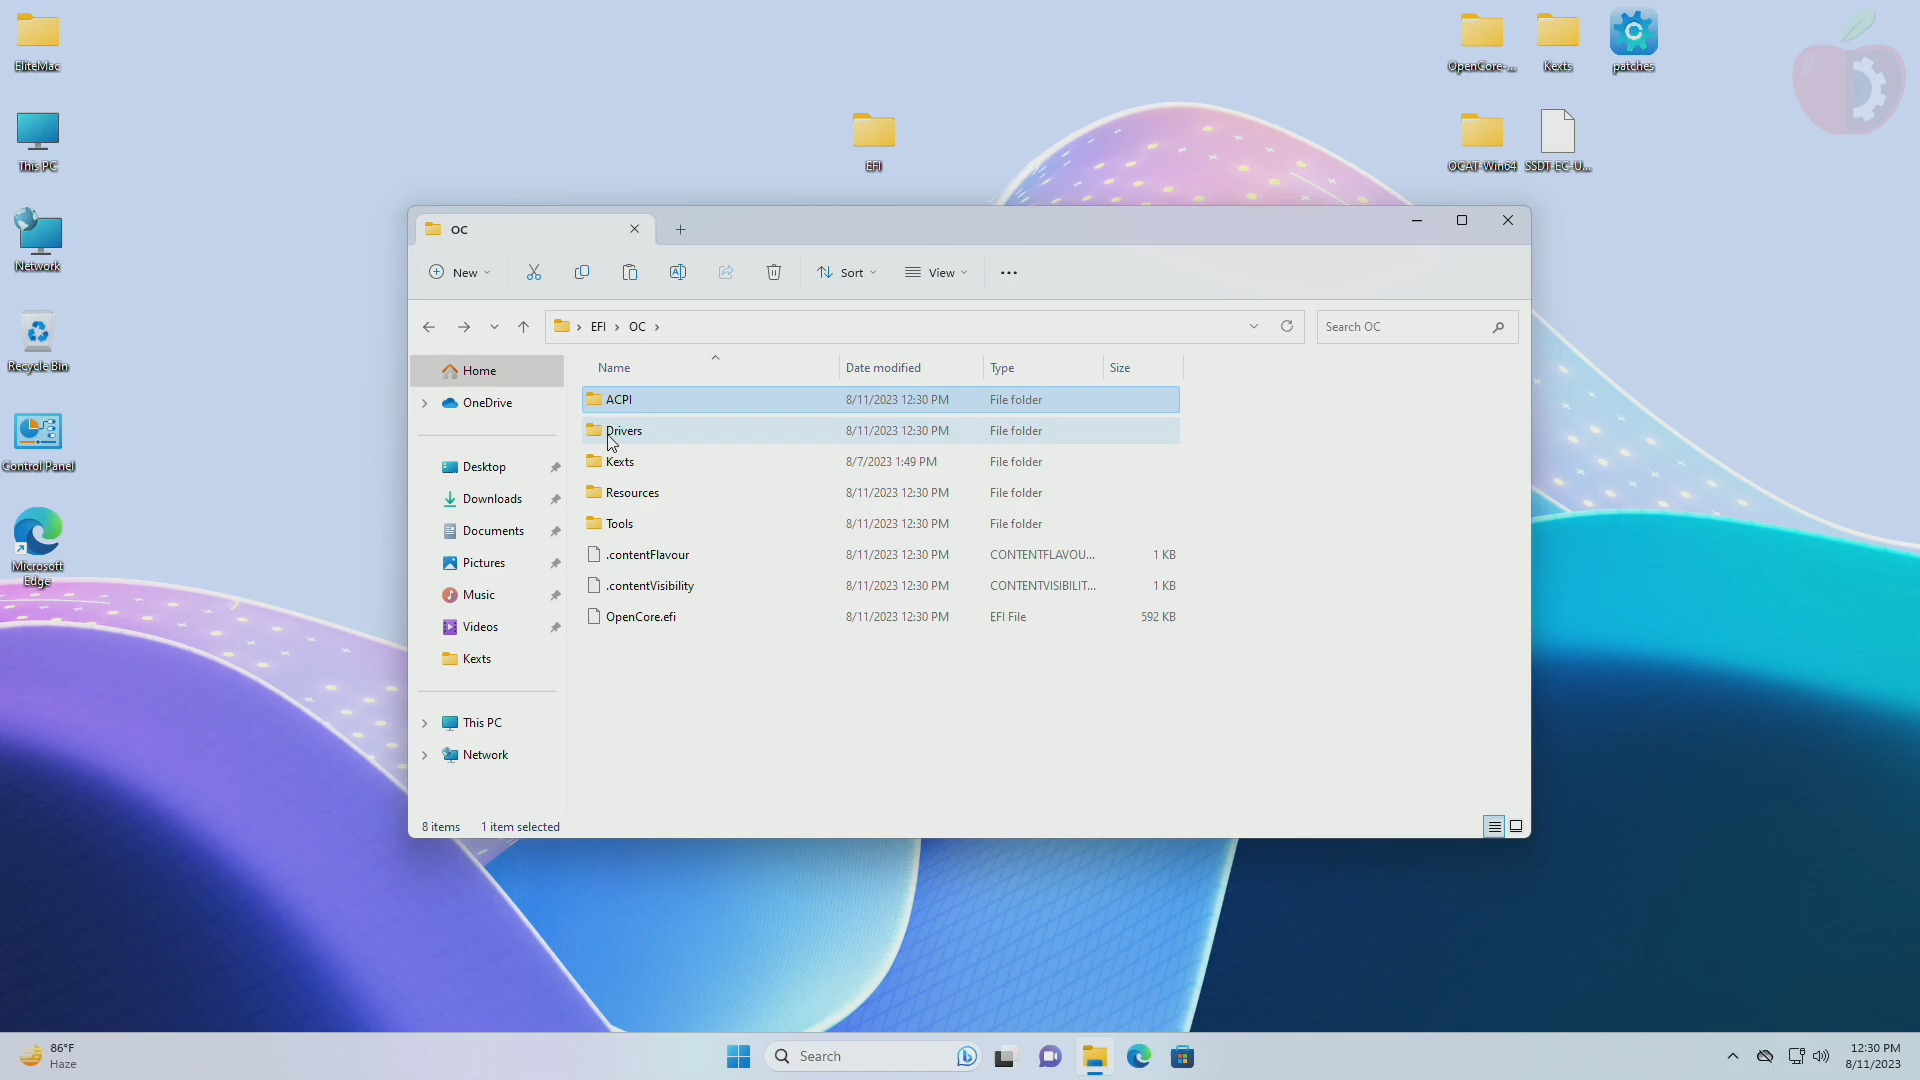 EliteMac
This PC
Network
Recycle Bin
Control Panel
Microsoft
Edge
EFI
OpenCore-...
Kexts
patches
OCAT-Win64
SSDT-EC-U...
OC
New
Sort
View
EFI
OC
Search OC
Home
OneDrive
Desktop
Downloads
Documents
Pictures
Music
Videos
Kexts
This PC
Network
Name Date modified Type Size
ACPI 8/11/2023 12:30 PM File folder
Drivers 8/11/2023 12:30 PM File folder
Kexts 8/7/2023 1:49 PM File folder
Resources 8/11/2023 12:30 PM File folder
Tools 8/11/2023 12:30 PM File folder
.contentFlavour 8/11/2023 12:30 PM CONTENTFLAVOU... 1 KB
.contentVisibility 8/11/2023 12:30 PM CONTENTVISIBILIT... 1 KB
OpenCore.efi 8/11/2023 12:30 PM EFI File 592 KB
8 items 1 item selected
86°F
Haze
Search
12:30 PM
8/11/2023